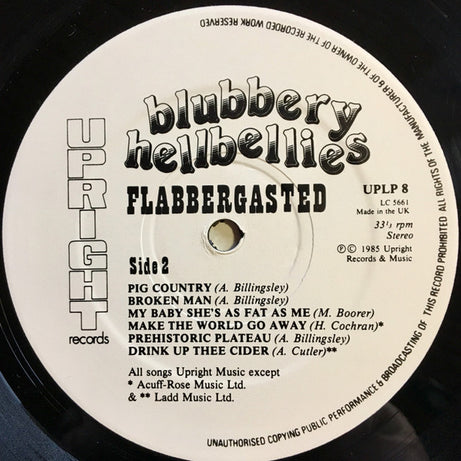 UNAUTHORISED COPYING PUBLIC PERFORMANCE & BROADCASTING OF THIS RECORD PROHIBITED ALL RIGHTS OF THE MANUFACTURER & OF THE OWNER OF THE RECORDED WORK RESERVED
blubbery
hellbellies
FLABBERGASTED
UPRIGHT
records
UPLP 8
LC 5661
Made in the UK
33⅓ rpm
Stereo
Ⓟ © 1985 Upright
Records & Music
Side 2
PIG COUNTRY (A. Billingsley)
BROKEN MAN (A. Billingsley)
MY BABY SHE'S AS FAT AS ME (M. Boorer)
MAKE THE WORLD GO AWAY (H. Cochran)*
PREHISTORIC PLATEAU (A. Billingsley)
DRINK UP THEE CIDER (A. Cutler)**
All songs Upright Music except
* Acuff-Rose Music Ltd.
& ** Ladd Music Ltd.